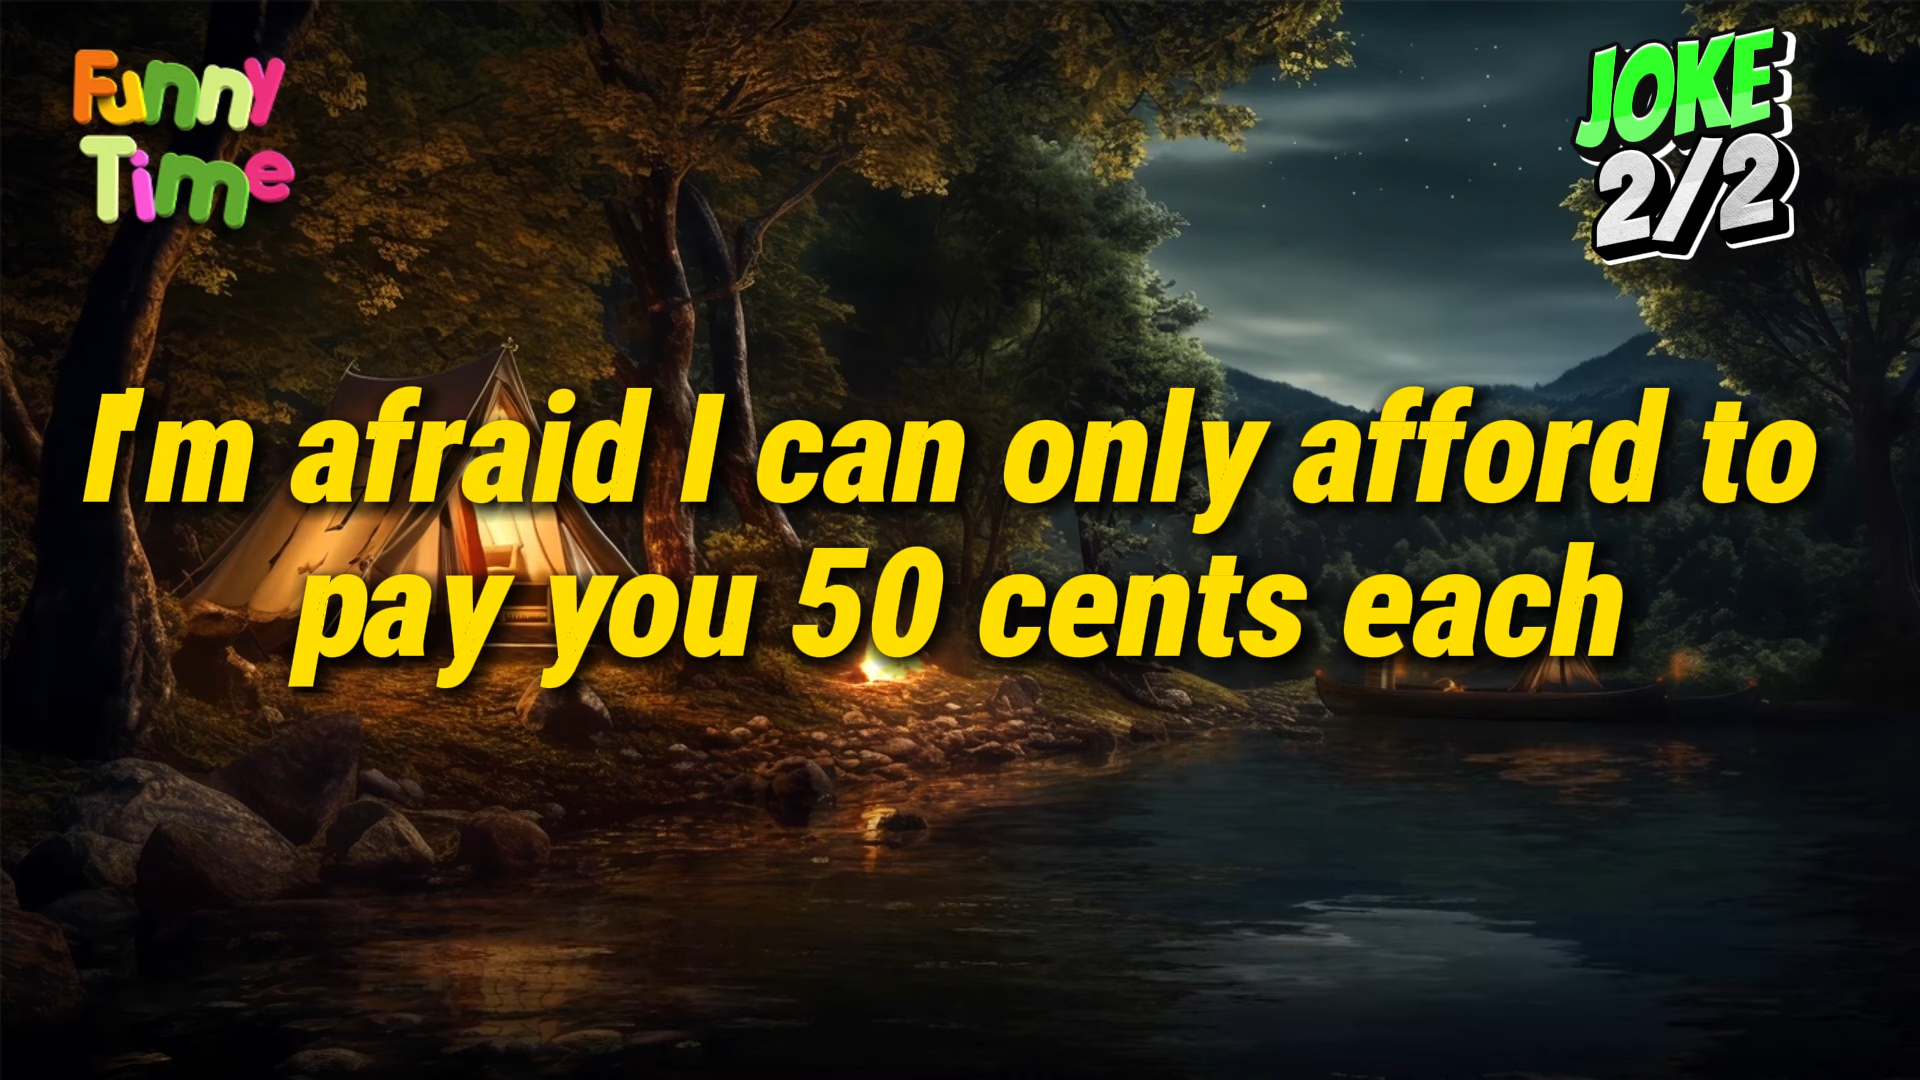 Funny
Time
JOKE
2/2
I'm afraid I can only afford to
pay you 50 cents each